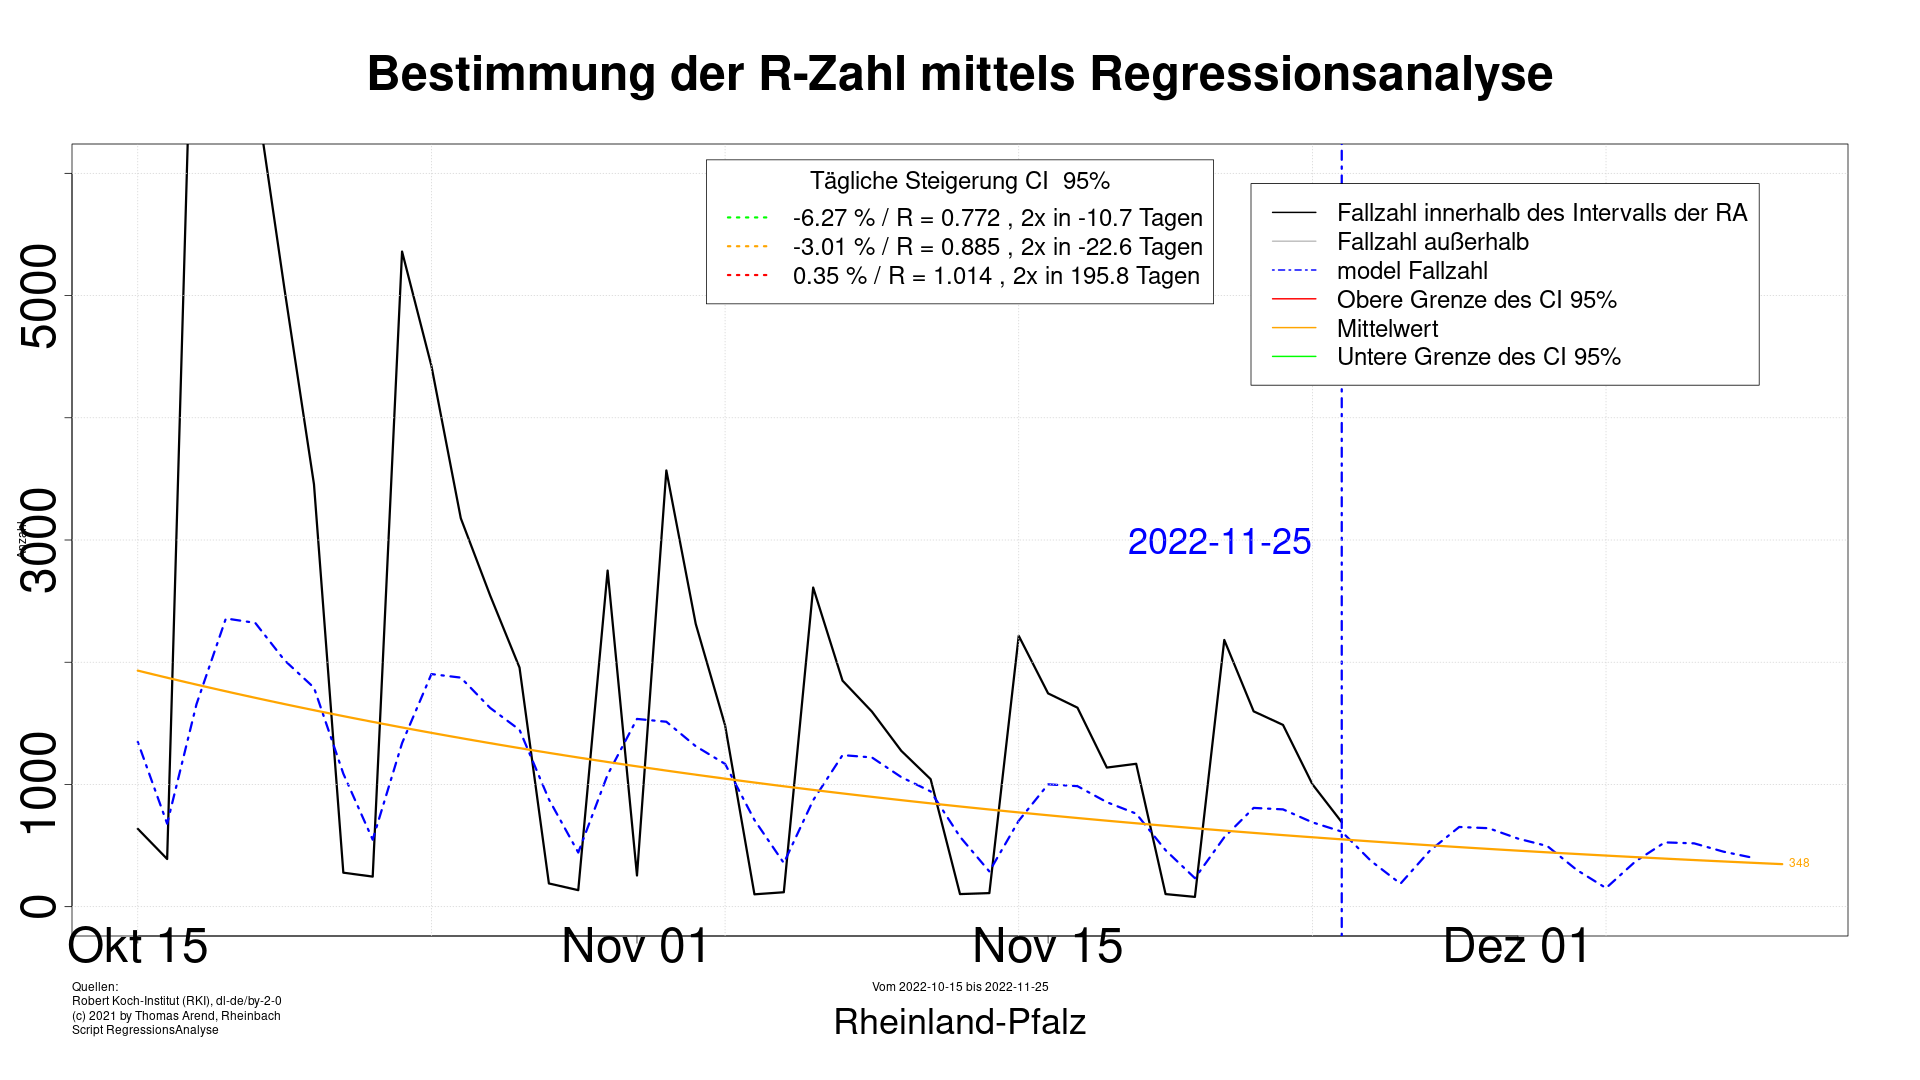 Bestimmung der R-Zahl mittels Regressionsanalyse
Tägliche Steigerung CI  95%
-6.27 % / R = 0.772 , 2x in -10.7 Tagen
-3.01 % / R = 0.885 , 2x in -22.6 Tagen
0.35 % / R = 1.014 , 2x in 195.8 Tagen
Fallzahl innerhalb des Intervalls der RA
Fallzahl außerhalb
model Fallzahl
Obere Grenze des CI 95%
Mittelwert
Untere Grenze des CI 95%
5000
3000
1000
0
Anzahl
2022-11-25
348
Okt 15
Nov 01
Nov 15
Dez 01
Quellen:
Robert Koch-Institut (RKI), dl-de/by-2-0
(c) 2021 by Thomas Arend, Rheinbach
Script RegressionsAnalyse
Vom 2022-10-15 bis 2022-11-25
Rheinland-Pfalz